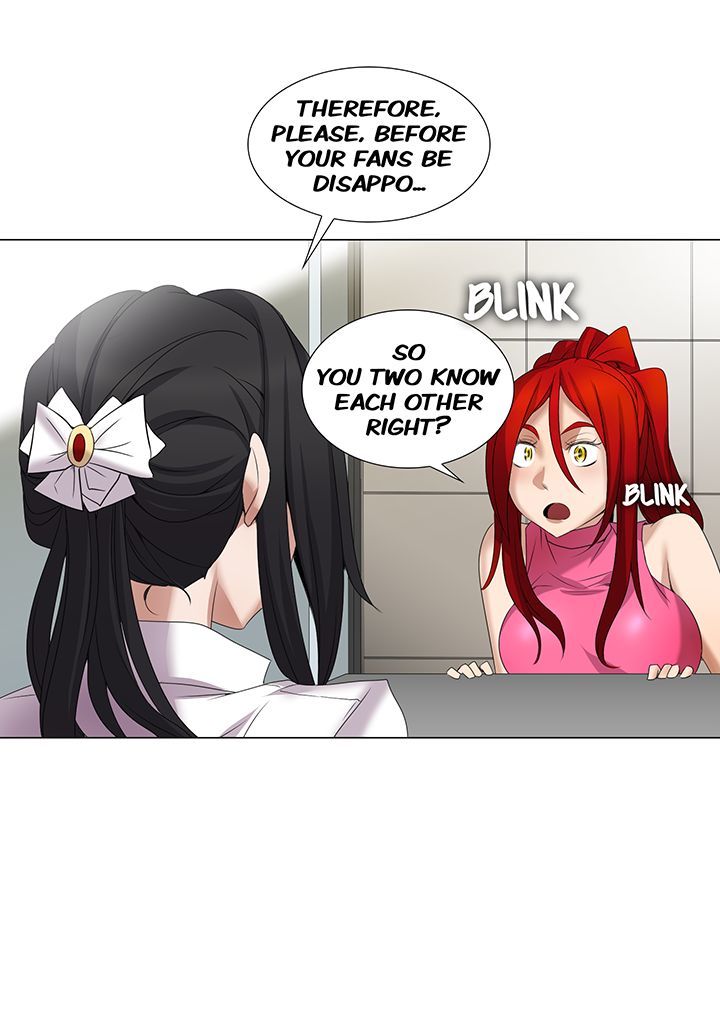 THEREFORE,
PLEASE, BEFORE
YOUR FANS BE
DISAPPO...
BLINK
SO
YOU TWO KNOW
EACH OTHER
RIGHT?
BLINK